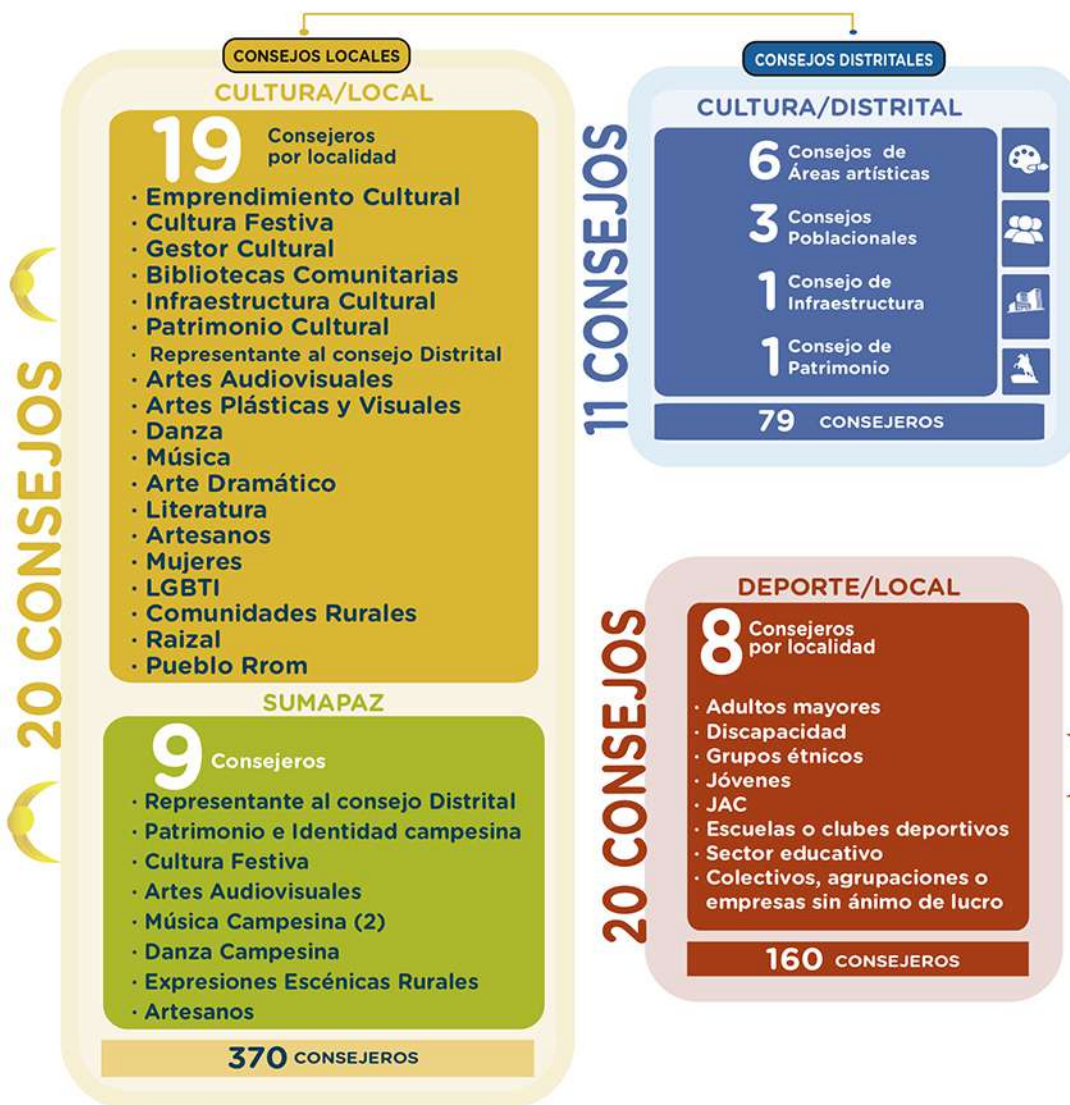 CONSEJOS LOCALES
20 CONSEJOS
CULTURA/LOCAL
19 Consejeros
por localidad
· Emprendimiento Cultural
· Cultura Festiva
· Gestor Cultural
· Bibliotecas Comunitarias
· Infraestructura Cultural
· Patrimonio Cultural
· Representante al consejo Distrital
· Artes Audiovisuales
· Artes Plásticas y Visuales
· Danza
· Música
· Arte Dramático
· Literatura
· Artesanos
· Mujeres
· LGBTI
· Comunidades Rurales
· Raizal
· Pueblo Rrom
SUMAPAZ
9 Consejeros
· Representante al consejo Distrital
· Patrimonio e Identidad campesina
· Cultura Festiva
· Artes Audiovisuales
· Música Campesina (2)
· Danza Campesina
· Expresiones Escénicas Rurales
· Artesanos
370 CONSEJEROS
CONSEJOS DISTRITALES
11 CONSEJOS
CULTURA/DISTRITAL
6 Consejos de
Áreas artísticas
3 Consejos
Poblacionales
1 Consejo de
Infraestructura
1 Consejo de
Patrimonio
79 CONSEJEROS
20 CONSEJOS
DEPORTE/LOCAL
8 Consejeros
por localidad
· Adultos mayores
· Discapacidad
· Grupos étnicos
· Jóvenes
· JAC
· Escuelas o clubes deportivos
· Sector educativo
· Colectivos, agrupaciones o
empresas sin ánimo de lucro
160 CONSEJEROS